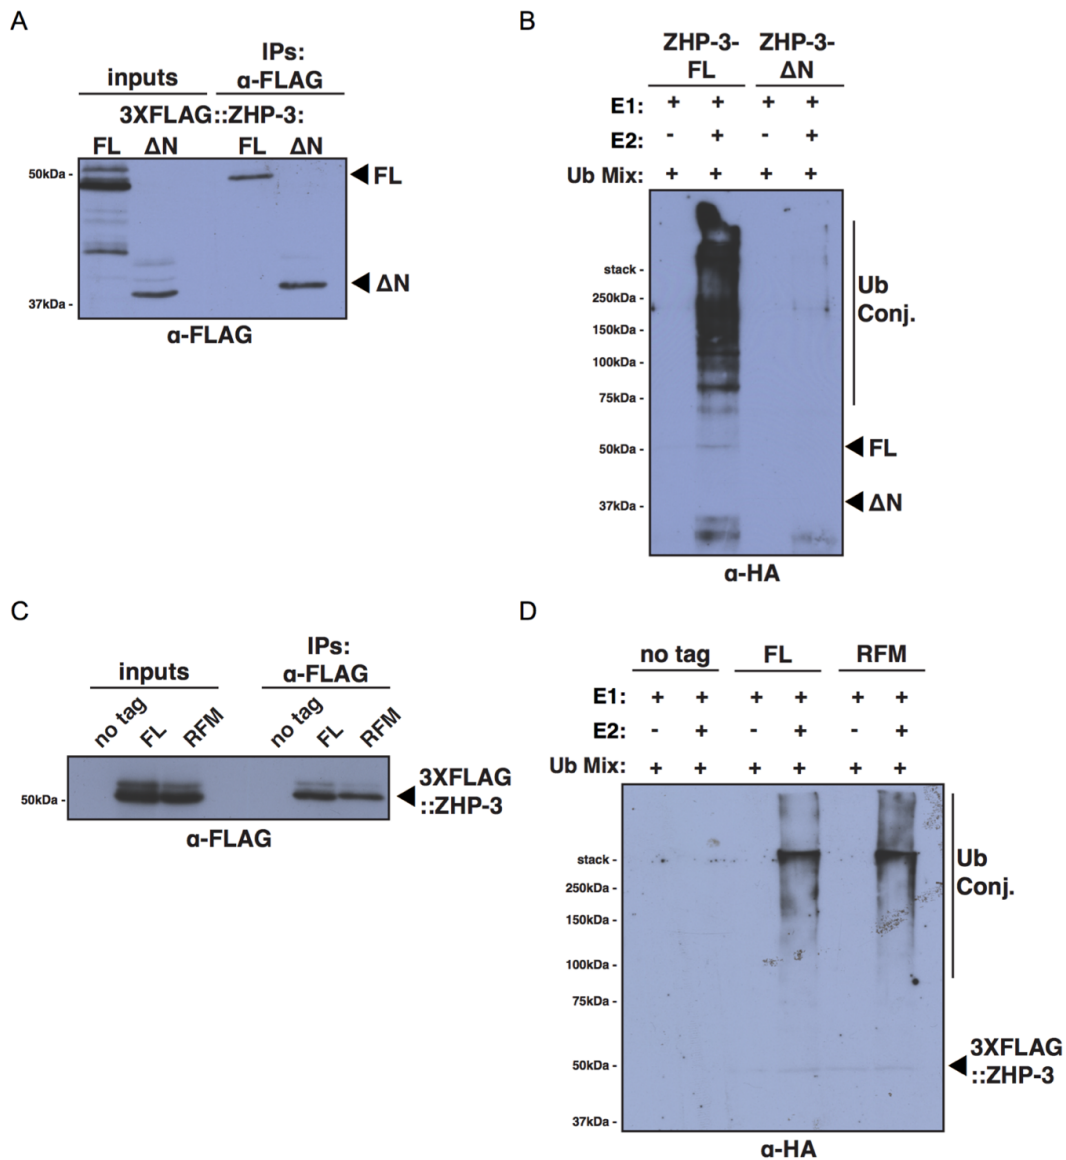 A
IPs:
inputs
α-FLAG
3XFLAG::ZHP-3:
FL ΔN FL ΔN
50kDa -
FL
ΔN
37kDa -
α-FLAG
B
ZHP-3-
FL
ZHP-3-
ΔN
E1: + + + +
E2: - + - +
Ub Mix: + + + +
stack -
250kDa -
150kDa -
100kDa -
75kDa -
50kDa -
37kDa -
Ub
Conj.
FL
ΔN
α-HA
C
IPs:
inputs
α-FLAG
no tag FL RFM no tag FL RFM
50kDa -
3XFLAG
::ZHP-3
α-FLAG
D
no tag FL RFM
E1: + + + + + +
E2: - + - + - +
Ub Mix: + + + + + +
stack -
250kDa -
150kDa -
100kDa -
75kDa -
50kDa -
37kDa -
Ub
Conj.
3XFLAG
::ZHP-3
α-HA